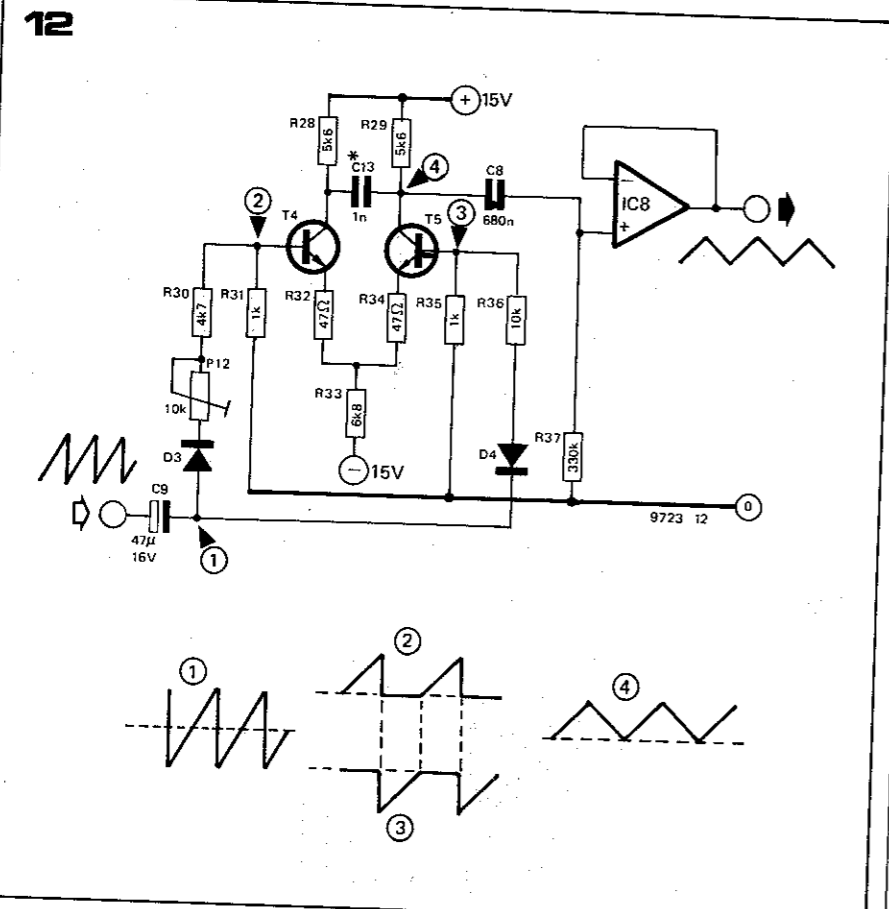 12
+ 15V
R28
5k6
R29
5k6
*
C13
1n
4
C8
680n
IC8
−
+
2
T4
T5
3
R30
4k7
R31
1k
R32
47Ω
R34
47Ω
R35
1k
R36
10k
P12
10k
R33
6k8
− 15V
D3
D4
R37
330k
C9
47µ
16V
1
0
9723 12
1
2
3
4